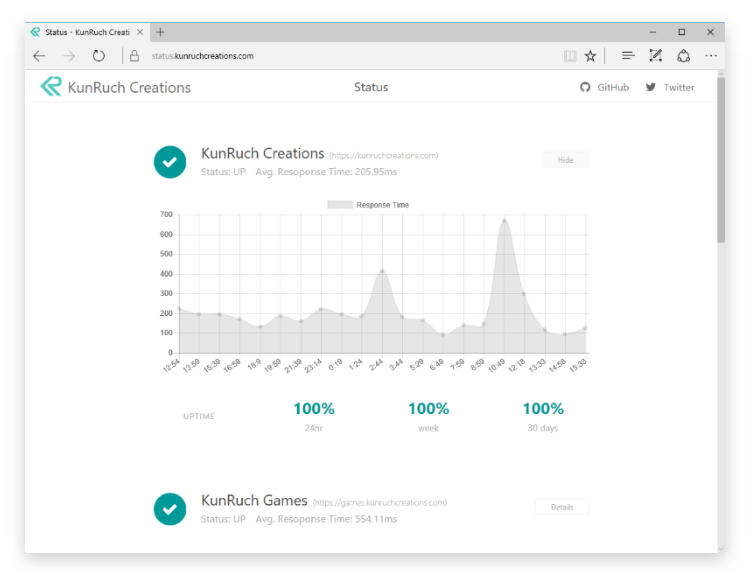 Status - KunRuch Creati
status.kunruchcreations.com
KunRuch Creations
Status
GitHub
Twitter
KunRuch Creations (https://kunruchcreations.com)
Hide
Status: UP Avg. Resoponse Time: 205.95ms
Response Time
700
600
500
400
300
200
100
0
12:54 13:59 15:39 16:59 18:9 19:59 21:39 23:14 0:19 1:24 2:44 3:44 5:29 6:49 7:59 8:59 10:49 12:18 13:33 14:58 15:33
UPTIME
100% 100% 100%
24hr week 30 days
KunRuch Games (https://games.kunruchcreations.com)
Details
Status: UP Avg. Resoponse Time: 554.11ms